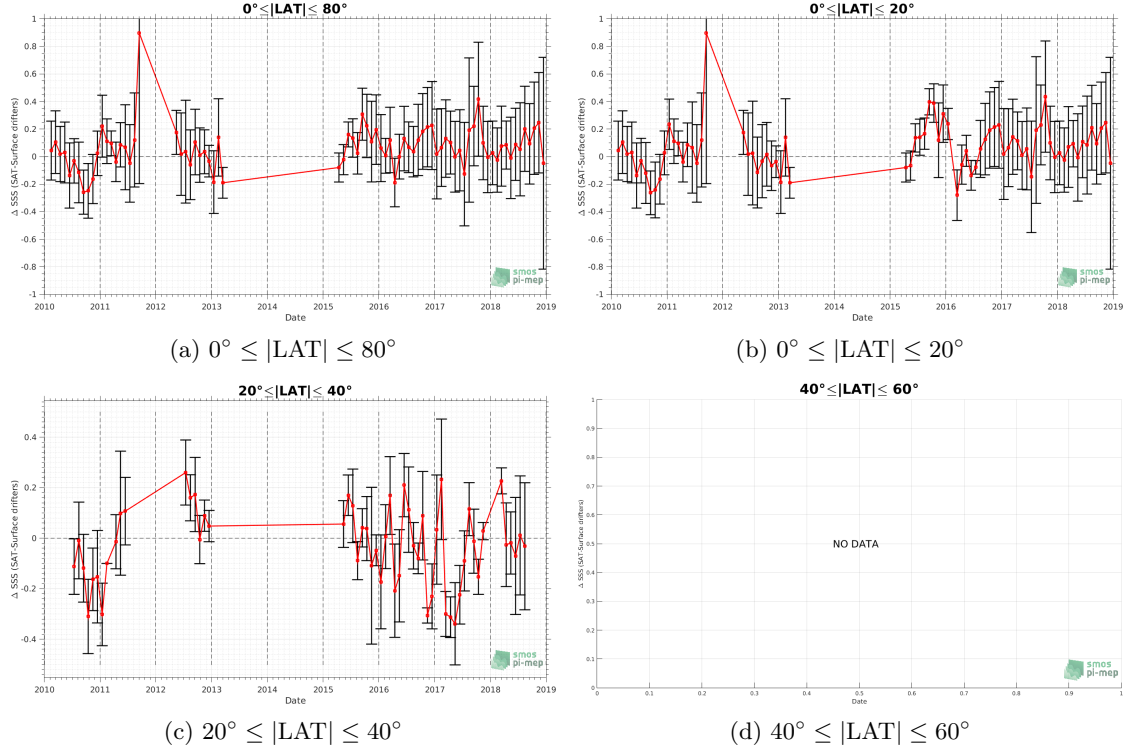 0°≤|LAT|≤ 80°
1
0.8
0.6
0.4
0.2
0
-0.2
-0.4
-0.6
-0.8
-1
Δ SSS (SAT-Surface drifters)
2010 2011 2012 2013 2014 2015 2016 2017 2018 2019
Date
smos
pi-mep
(a) 0° ≤ |LAT| ≤ 80°
0°≤|LAT|≤ 20°
1
0.8
0.6
0.4
0.2
0
-0.2
-0.4
-0.6
-0.8
-1
Δ SSS (SAT-Surface drifters)
2010 2011 2012 2013 2014 2015 2016 2017 2018 2019
Date
smos
pi-mep
(b) 0° ≤ |LAT| ≤ 20°
20°≤|LAT|≤ 40°
0.4
0.2
0
-0.2
-0.4
Δ SSS (SAT-Surface drifters)
2010 2011 2012 2013 2014 2015 2016 2017 2018 2019
Date
smos
pi-mep
(c) 20° ≤ |LAT| ≤ 40°
40°≤|LAT|≤ 60°
1
0.9
0.8
0.7
0.6
0.5
0.4
0.3
0.2
0.1
0
Δ SSS (SAT-Surface drifters)
NO DATA
0 0.1 0.2 0.3 0.4 0.5 0.6 0.7 0.8 0.9 1
Date
smos
pi-mep
(d) 40° ≤ |LAT| ≤ 60°